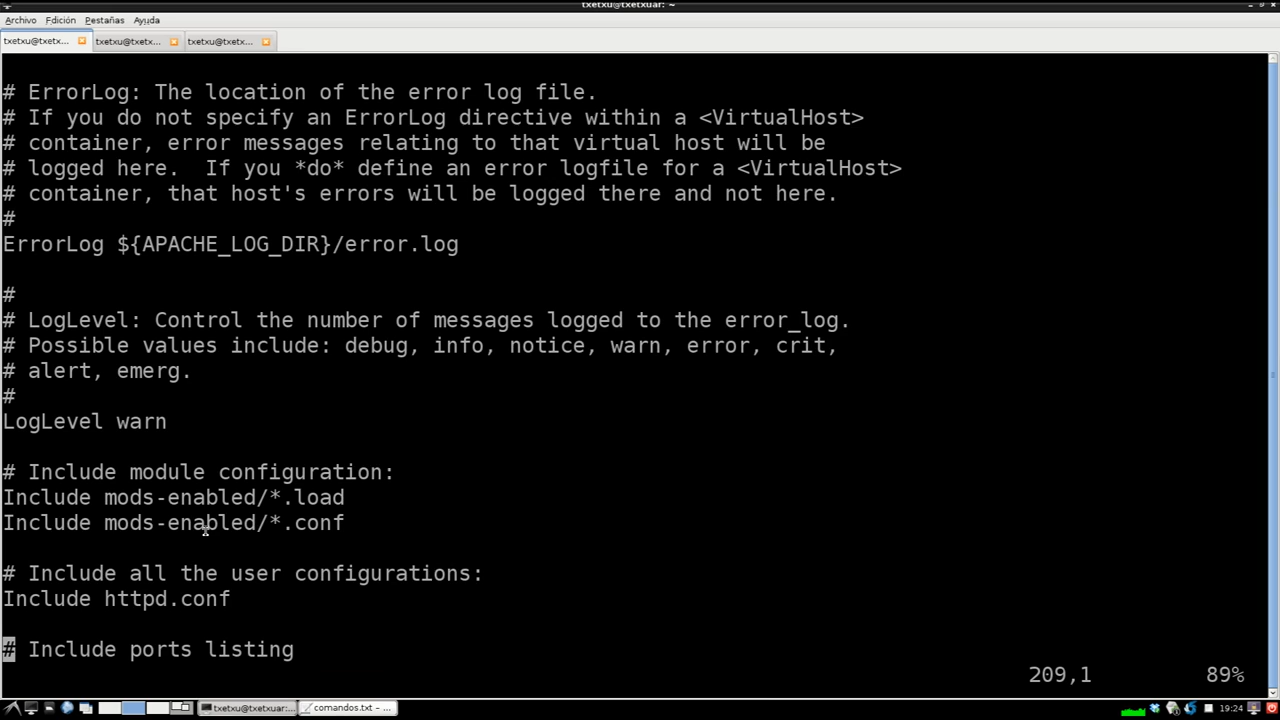 txetxu@txetxuar: ~
Archivo Edición Pestañas Ayuda
txetxu@txetx... txetxu@txetx... txetxu@txetx...
# ErrorLog: The location of the error log file.
# If you do not specify an ErrorLog directive within a <VirtualHost>
# container, error messages relating to that virtual host will be
# logged here.  If you *do* define an error logfile for a <VirtualHost>
# container, that host's errors will be logged there and not here.
#
ErrorLog ${APACHE_LOG_DIR}/error.log
#
# LogLevel: Control the number of messages logged to the error_log.
# Possible values include: debug, info, notice, warn, error, crit,
# alert, emerg.
#
LogLevel warn
# Include module configuration:
Include mods-enabled/*.load
Include mods-enabled/*.conf
# Include all the user configurations:
Include httpd.conf
# Include ports listing
209,1 89%
txetxu@txetxuar:... comandos.txt – ... 19:24